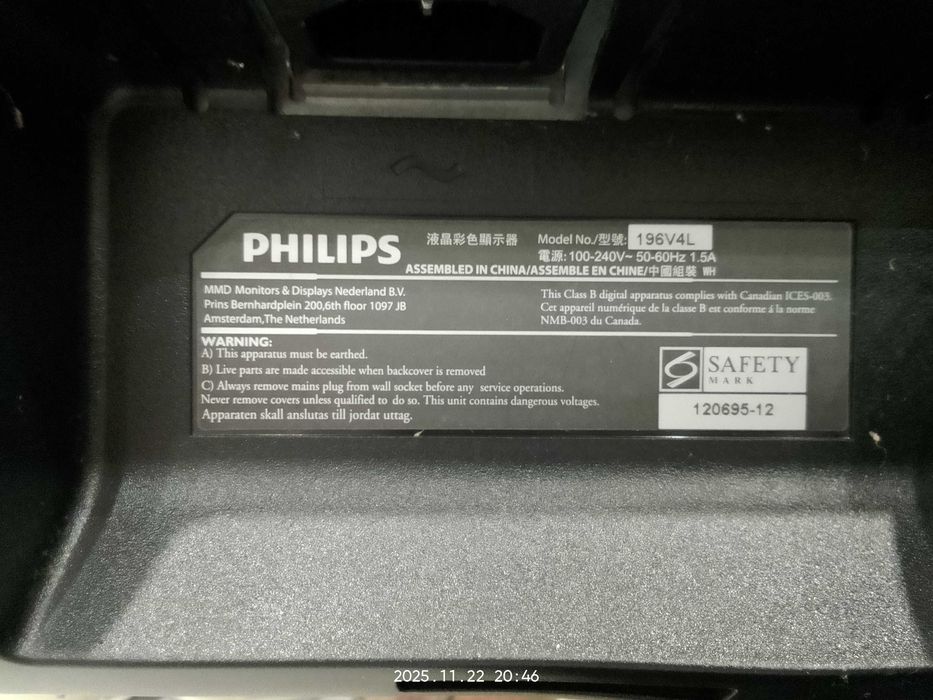 PHILIPS
液晶彩色顯示器 Model No./型號: 196V4L
電源: 100-240V~ 50-60Hz 1.5A
ASSEMBLED IN CHINA/ASSEMBLE EN CHINE/中國組裝 WH
MMD Monitors & Displays Nederland B.V.
Prins Bernhardplein 200,6th floor 1097 JB
Amsterdam,The Netherlands
This Class B digital apparatus complies with Canadian ICES-003.
Cet appareil numérique de la classe B est conforme á la norme
NMB-003 du Canada.
WARNING:
A) This apparatus must be earthed.
B) Live parts are made accessible when backcover is removed
C) Always remove mains plug from wall socket before any service operations.
Never remove covers unless qualified to do so. This unit contains dangerous voltages.
Apparaten skall anslutas till jordat uttag.
SAFETY
MARK
120695-12
2025.11.22 20:46